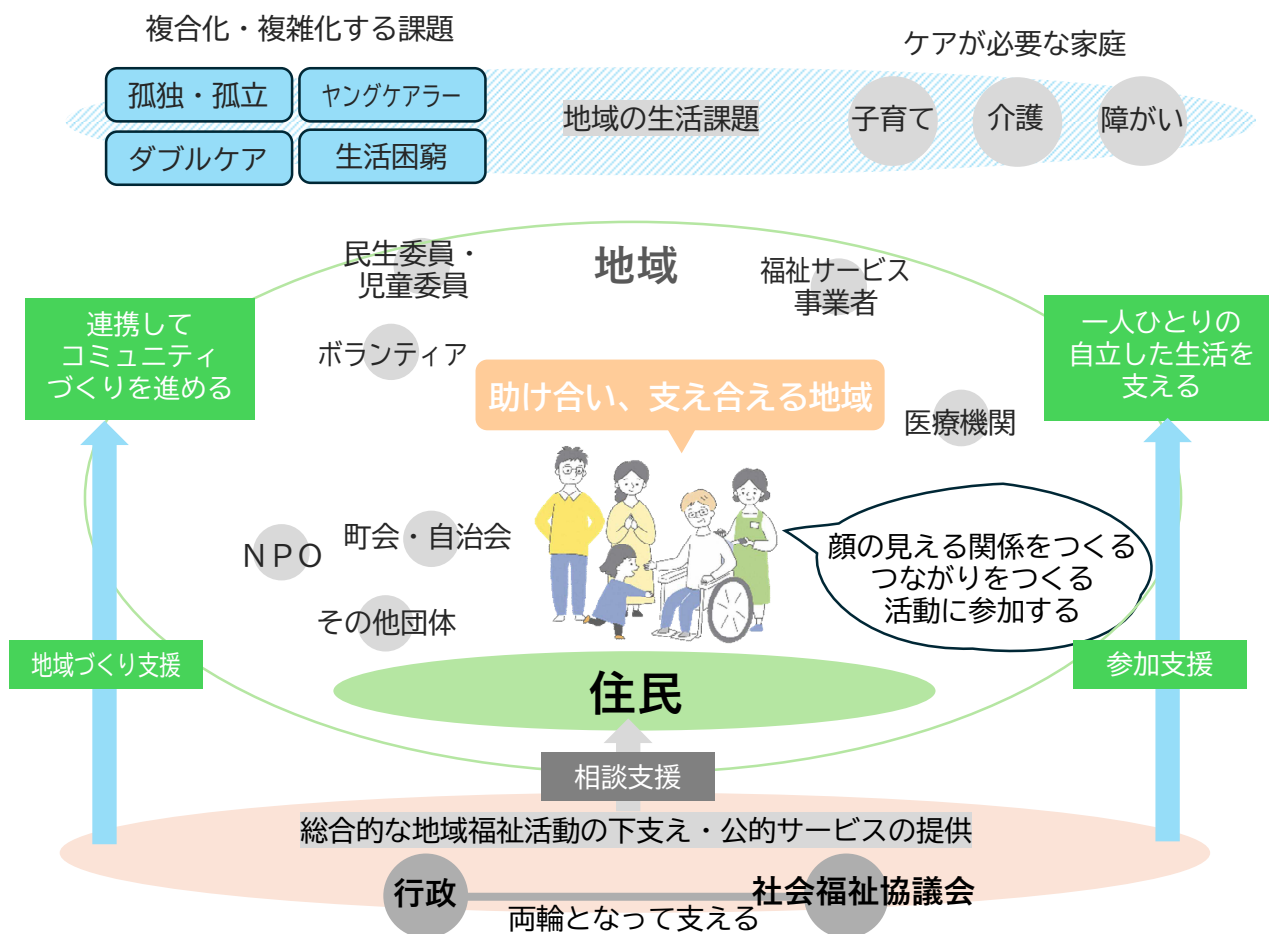 複合化・複雑化する課題
ケアが必要な家庭
孤独・孤立
ヤングケアラー
ダブルケア
生活困窮
地域の生活課題
子育て
介護
障がい
地域
民生委員・
児童委員
福祉サービス
事業者
連携して
コミュニティ
づくりを進める
一人ひとりの
自立した生活を
支える
ボランティア
助け合い、支え合える地域
医療機関
NPO
町会・自治会
顔の見える関係をつくる
つながりをつくる
活動に参加する
その他団体
地域づくり支援
参加支援
住民
相談支援
総合的な地域福祉活動の下支え・公的サービスの提供
行政
社会福祉協議会
両輪となって支える